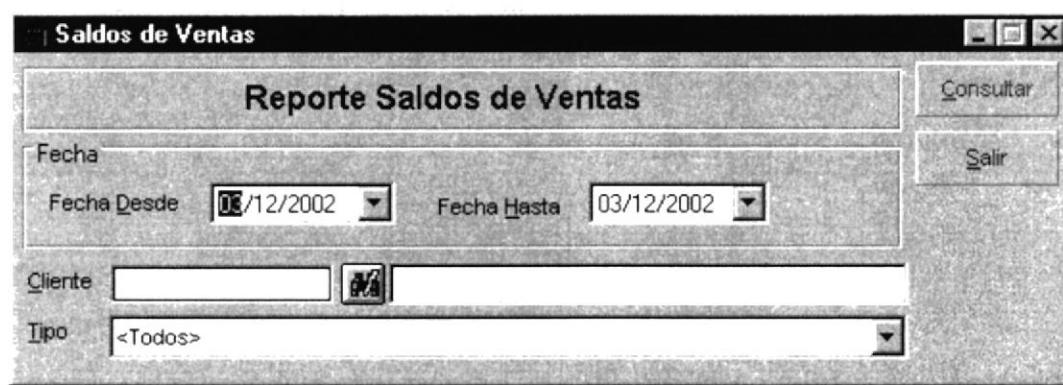 Saldos de Ventas
Reporte Saldos de Ventas
Consultar
Fecha
Salir
Fecha Desde 03/12/2002 Fecha Hasta 03/12/2002
Cliente
Tipo <Todos>